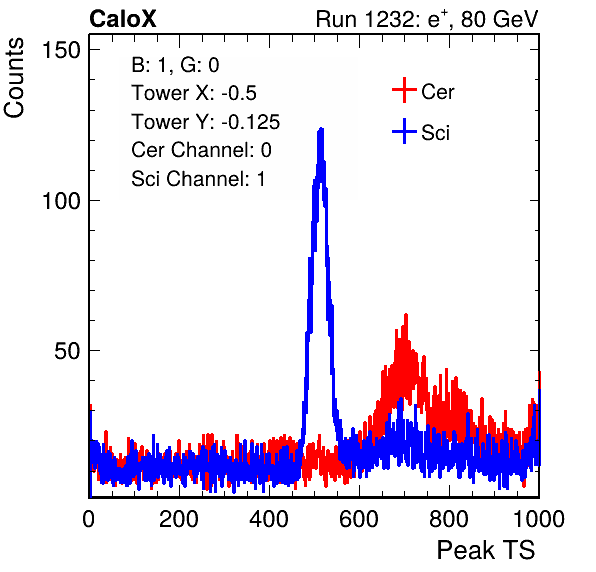 CaloX Run 1232: e⁺, 80 GeV
Counts
150
100
50
B: 1, G: 0
Tower X: -0.5
Tower Y: -0.125
Cer Channel: 0
Sci Channel: 1
Cer
Sci
0 200 400 600 800 1000
Peak TS